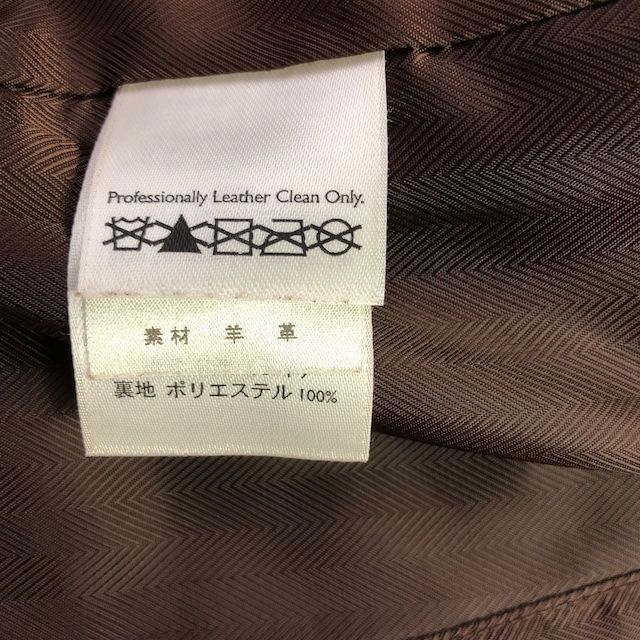 Professionally Leather Clean Only.
素材 羊 革
裏地 ポリエステル 100%